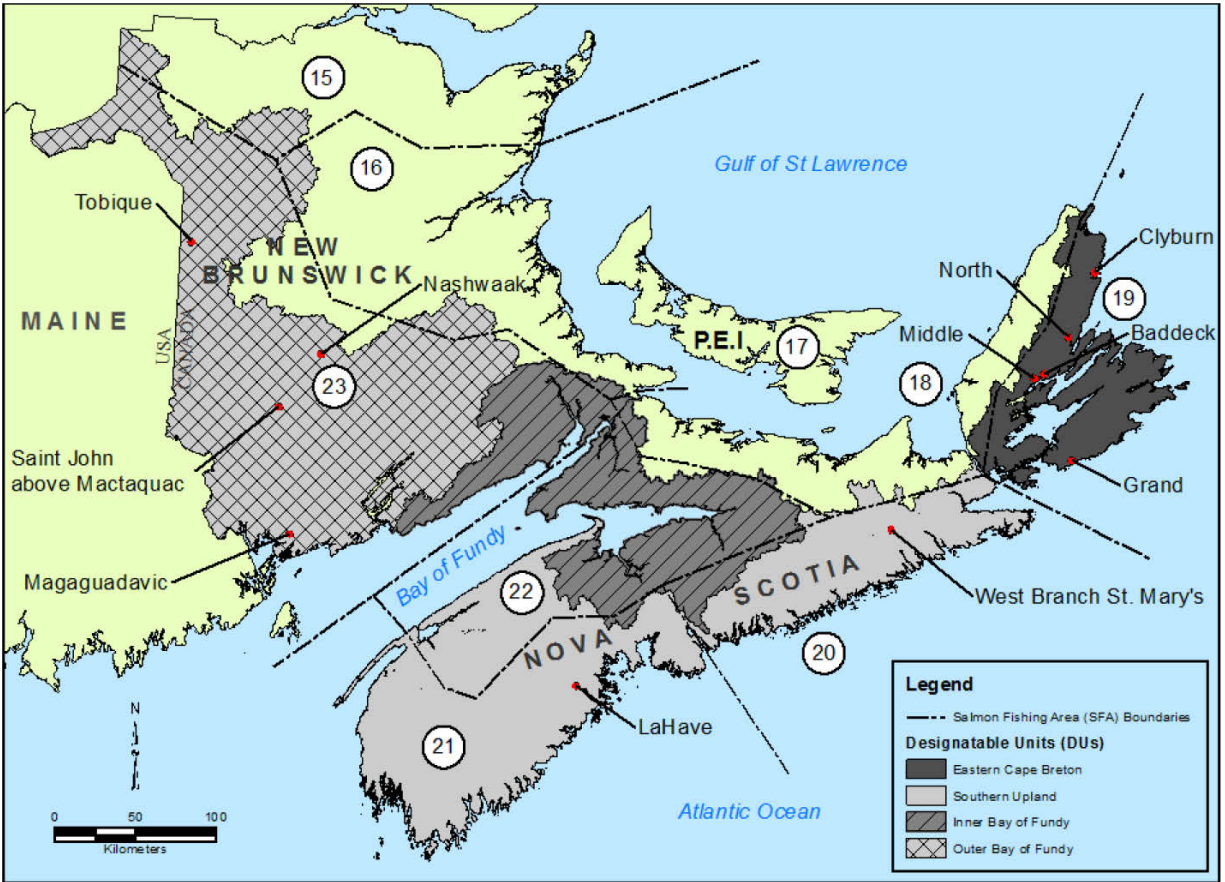 15
16
Gulf of St Lawrence
Tobique
NEW
BRUNSWICK
Clyburn
North
Nashwaak
19
MAINE
USA
CANADA
P.E.I
17
Middle
Baddeck
18
23
Saint John
above Mactaquac
Grand
Bay of Fundy
Magaguadavic
22
SCOTIA
West Branch St. Mary's
NOVA
20
Legend
Salmon Fishing Area (SFA) Boundaries
Designatable Units (DUs)
Eastern Cape Breton
Southern Upland
Inner Bay of Fundy
Outer Bay of Fundy
N
LaHave
21
Atlantic Ocean
0 50 100
Kilometers